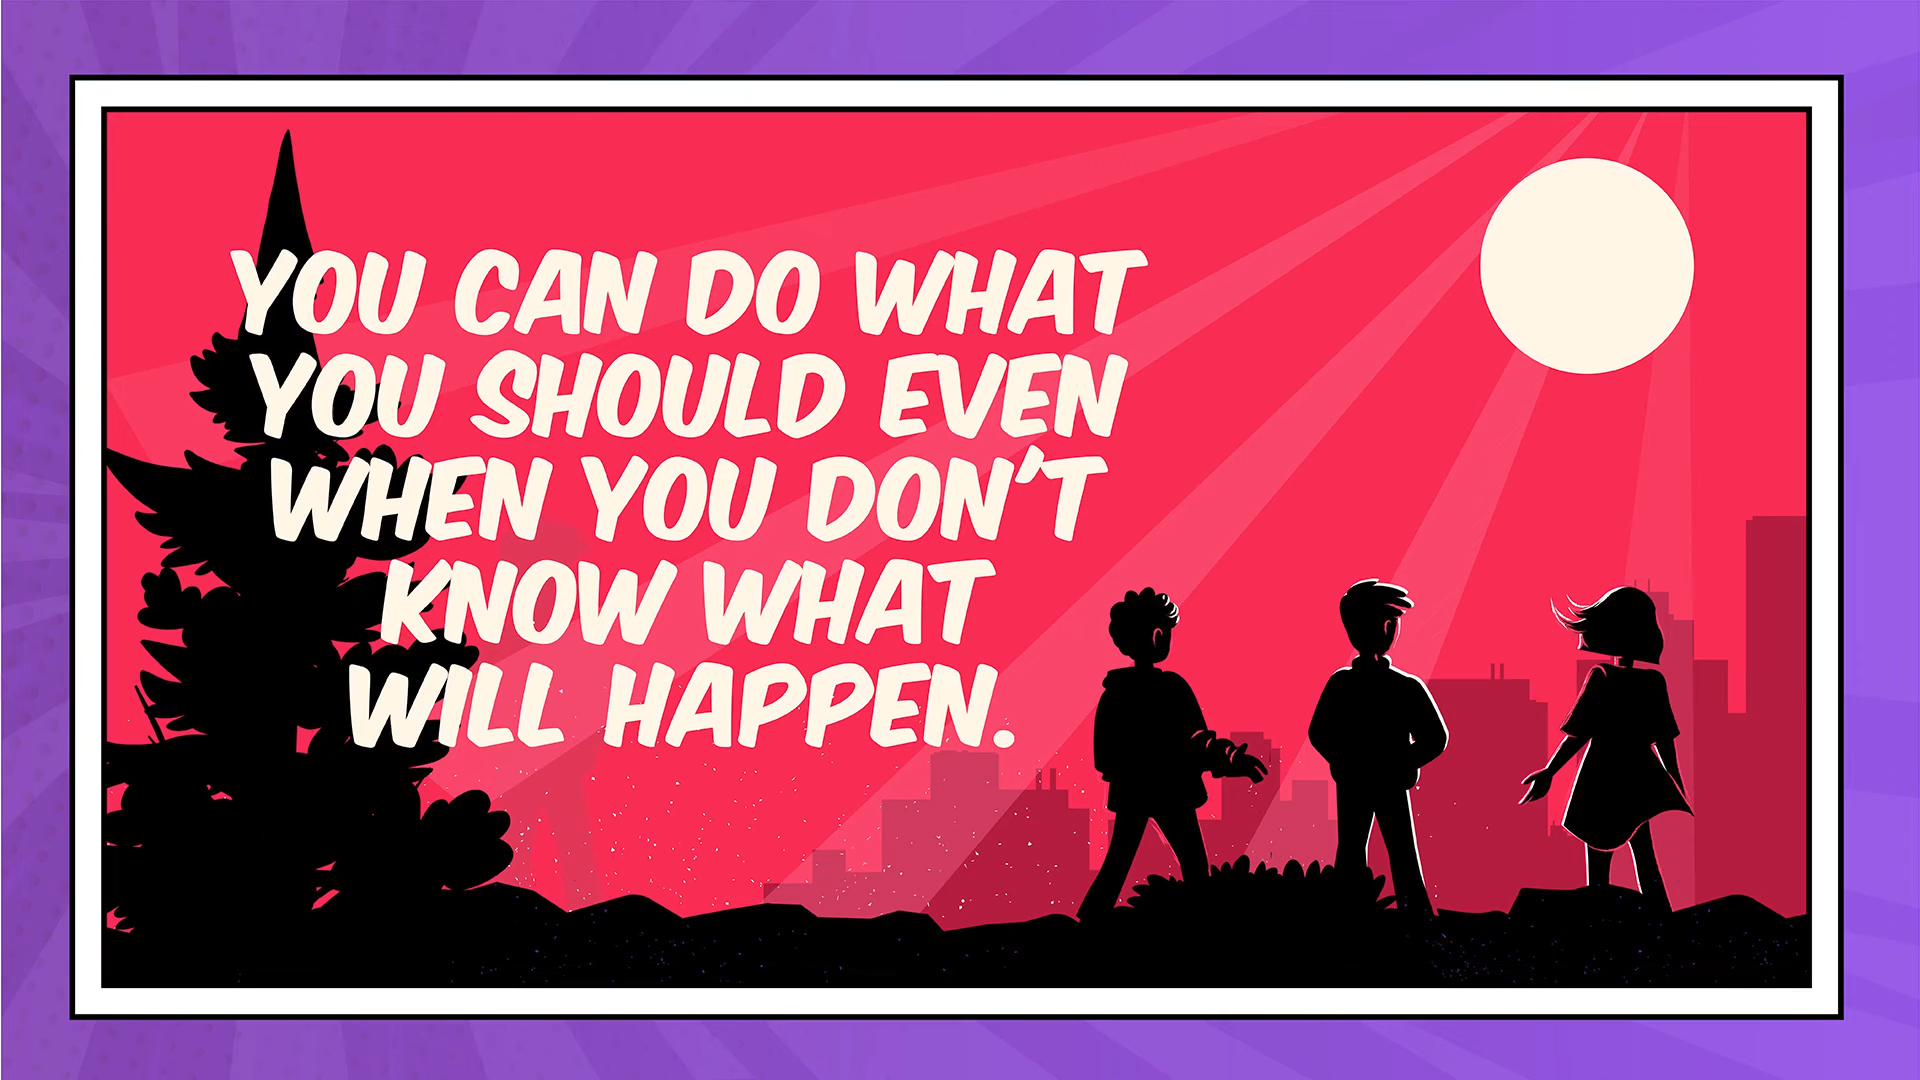 YOU CAN DO WHAT
YOU SHOULD EVEN
WHEN YOU DON'T
KNOW WHAT
WILL HAPPEN.